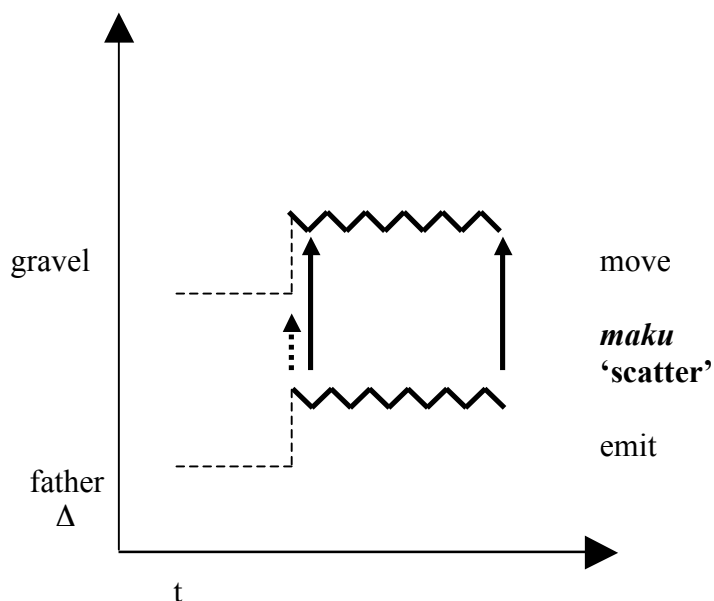 gravel
move
maku
‘scatter’
emit
father
Δ
t